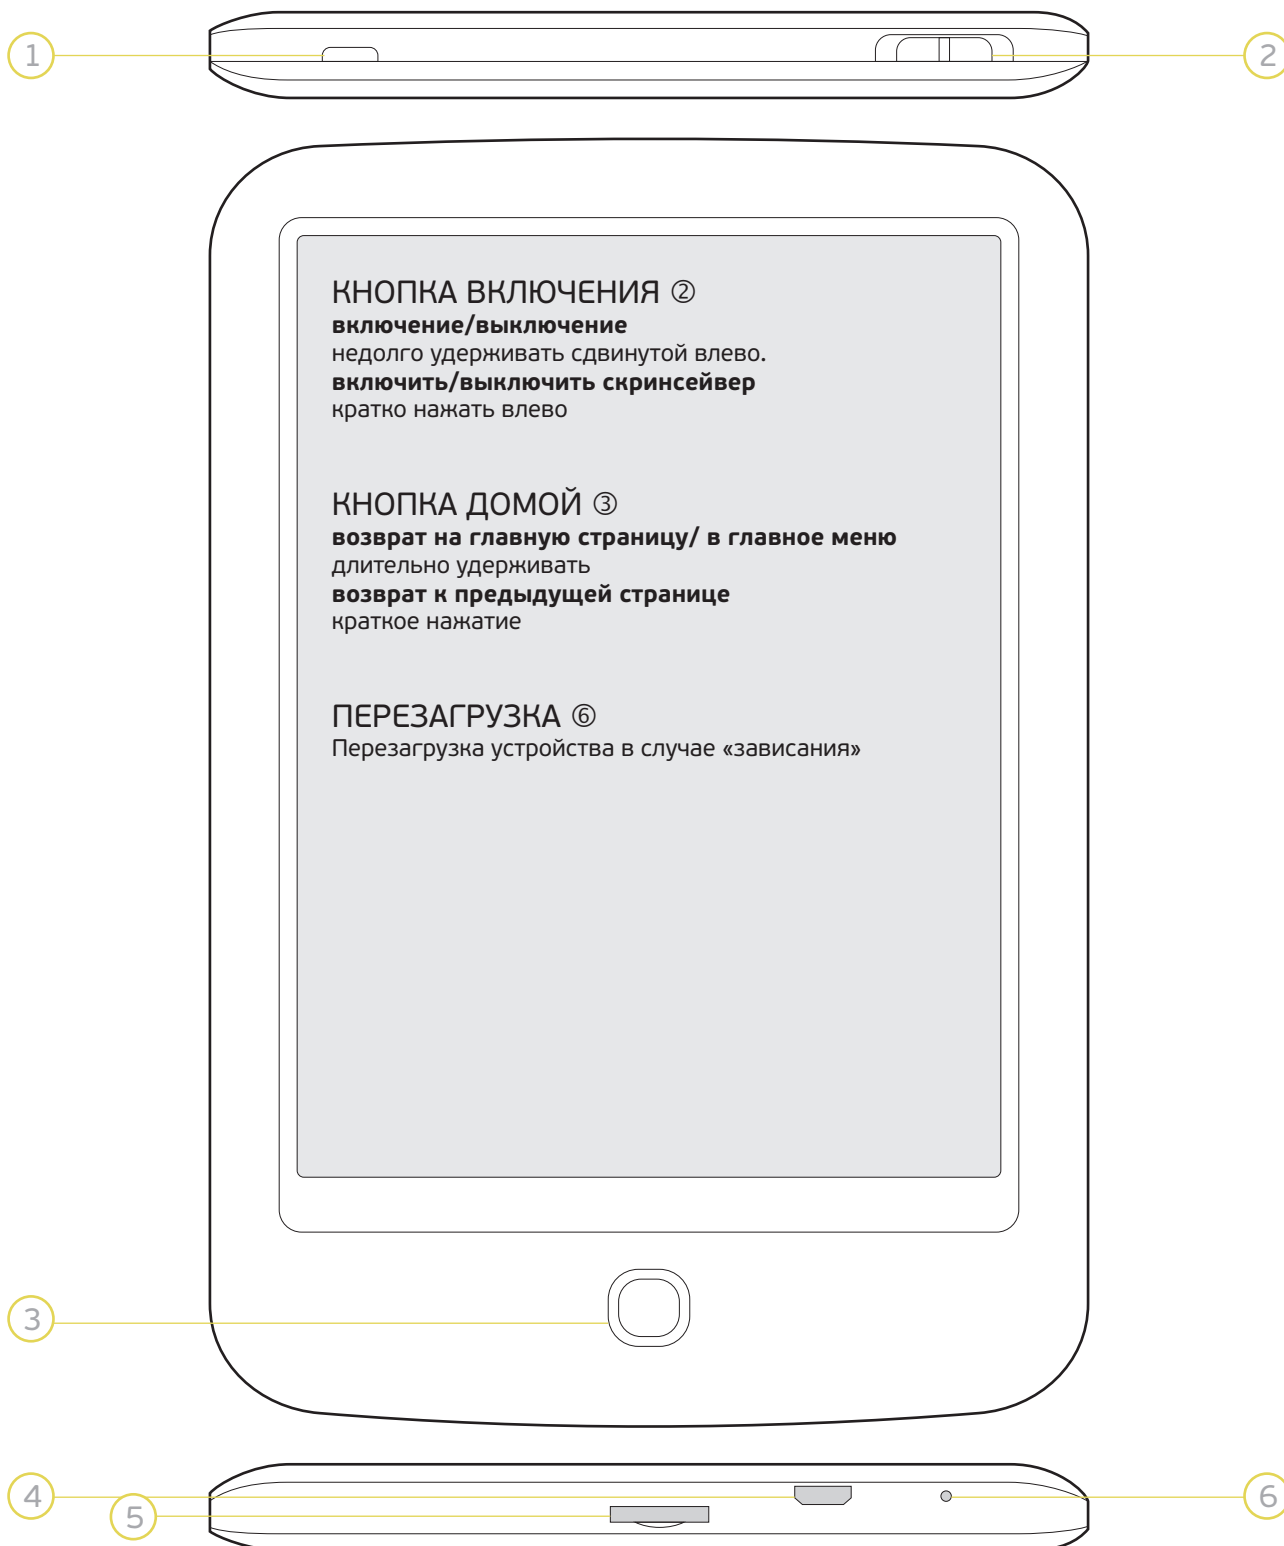 1
2
КНОПКА ВКЛЮЧЕНИЯ ②
включение/выключение
недолго удерживать сдвинутой влево.
включить/выключить скринсейвер
кратко нажать влево
КНОПКА ДОМОЙ ③
возврат на главную страницу/ в главное меню
длительно удерживать
возврат к предыдущей странице
краткое нажатие
ПЕРЕЗАГРУЗКА ⑥
Перезагрузка устройства в случае «зависания»
3
4
5
6